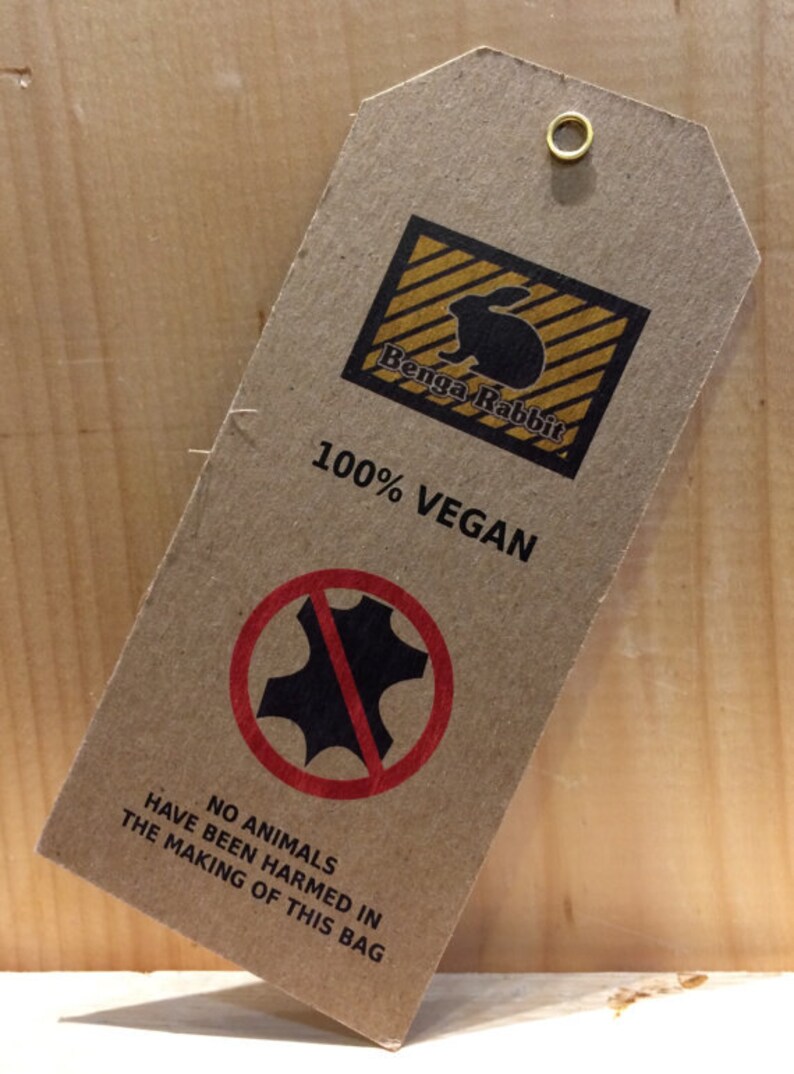 Benga Rabbit
100% VEGAN
NO ANIMALS
HAVE BEEN HARMED IN
THE MAKING OF THIS BAG